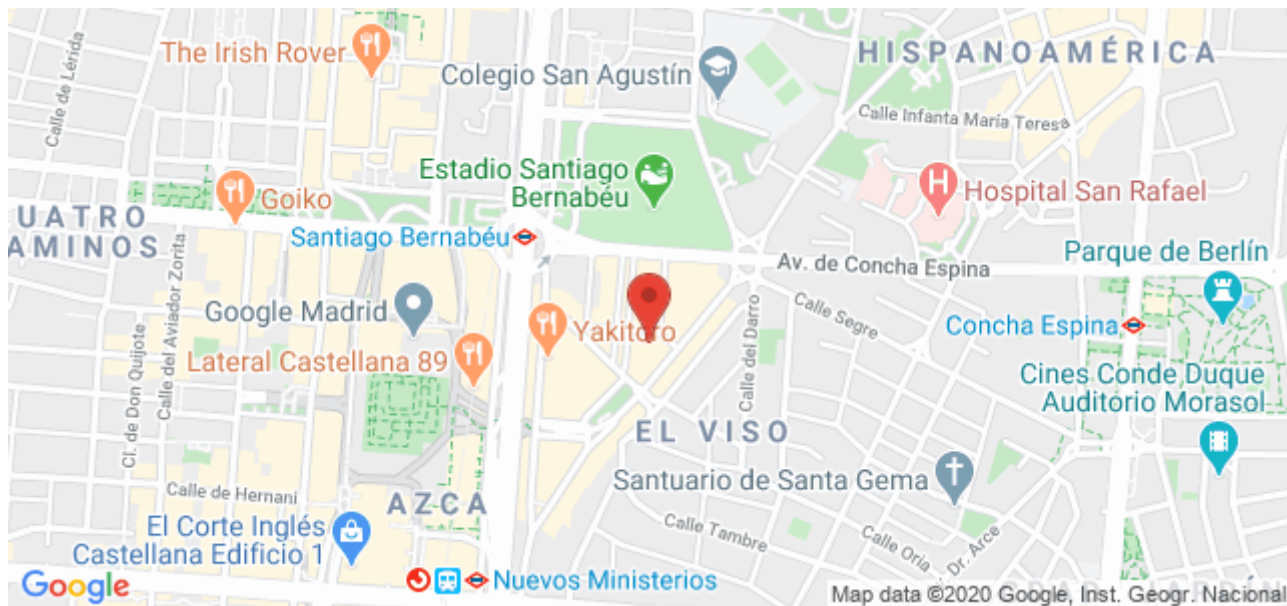 HISPANOAMÉRICA
The Irish Rover
Colegio San Agustín
Calle de Lérida
Calle Infanta María Teresa
Estadio Santiago
Bernabéu
Hospital San Rafael
Goiko
UATRO
AMINOS
Santiago Bernabéu
Av. de Concha Espina
Parque de Berlín
Calle del Aviador Zorita
Google Madrid
Yakitoro
Calle Segre
Concha Espina
Cl. de Don Quijote
Lateral Castellana 89
Calle del Darro
Cines Conde Duque
Auditório Morasol
EL VISO
Santuario de Santa Gema
Calle de Hernani
AZCA
El Corte Inglés
Castellana Edificio 1
Calle Tambre
Calle Oria
Dr. Arce
H
Nuevos Ministerios
Google
Map data ©2020 Google, Inst. Geogr. Nacional